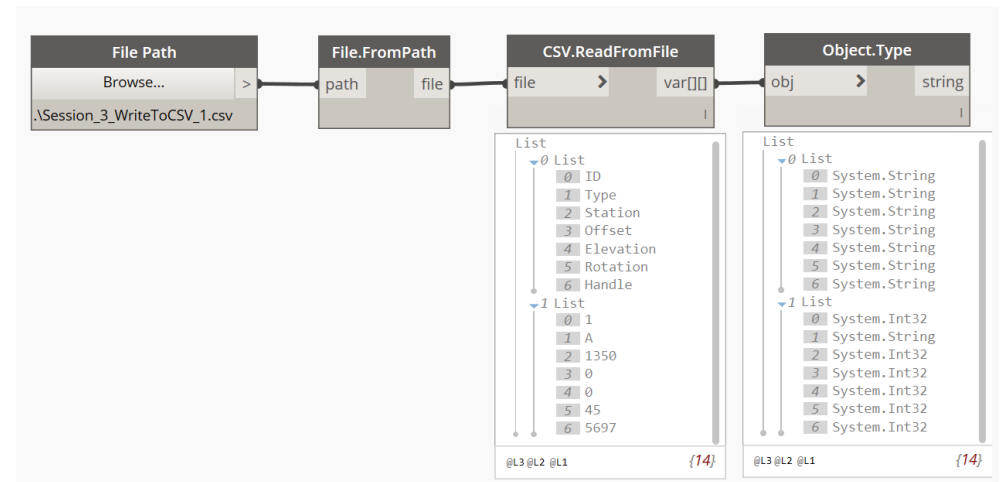 File Path
Browse...
>
.\Session_3_WriteToCSV_1.csv
File.FromPath
path file
CSV.ReadFromFile
file > var[][]
l
Object.Type
obj > string
l
List
0 List
0 ID
1 Type
2 Station
3 Offset
4 Elevation
5 Rotation
6 Handle
1 List
0 1
1 A
2 1350
3 0
4 0
5 45
6 5697
@L3 @L2 @L1 {14}
List
0 List
0 System.String
1 System.String
2 System.String
3 System.String
4 System.String
5 System.String
6 System.String
1 List
0 System.Int32
1 System.String
2 System.Int32
3 System.Int32
4 System.Int32
5 System.Int32
6 System.Int32
@L3 @L2 @L1 {14}